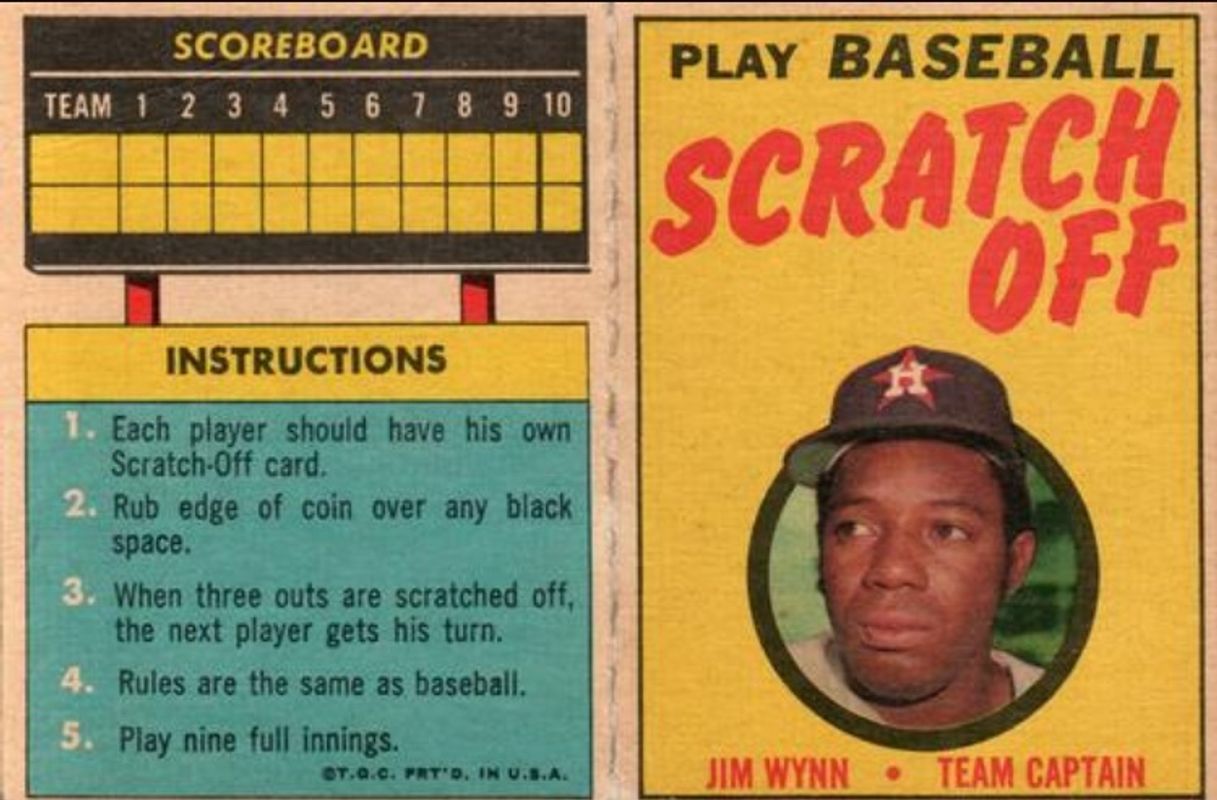 SCOREBOARD
TEAM 1 2 3 4 5 6 7 8 9 10
INSTRUCTIONS
1. Each player should have his own
Scratch-Off card.
2. Rub edge of coin over any black
space.
3. When three outs are scratched off,
the next player gets his turn.
4. Rules are the same as baseball.
5. Play nine full innings.
©T.G.C. PRT'D. IN U.S.A.
PLAY BASEBALL
SCRATCH
OFF
H
JIM WYNN • TEAM CAPTAIN